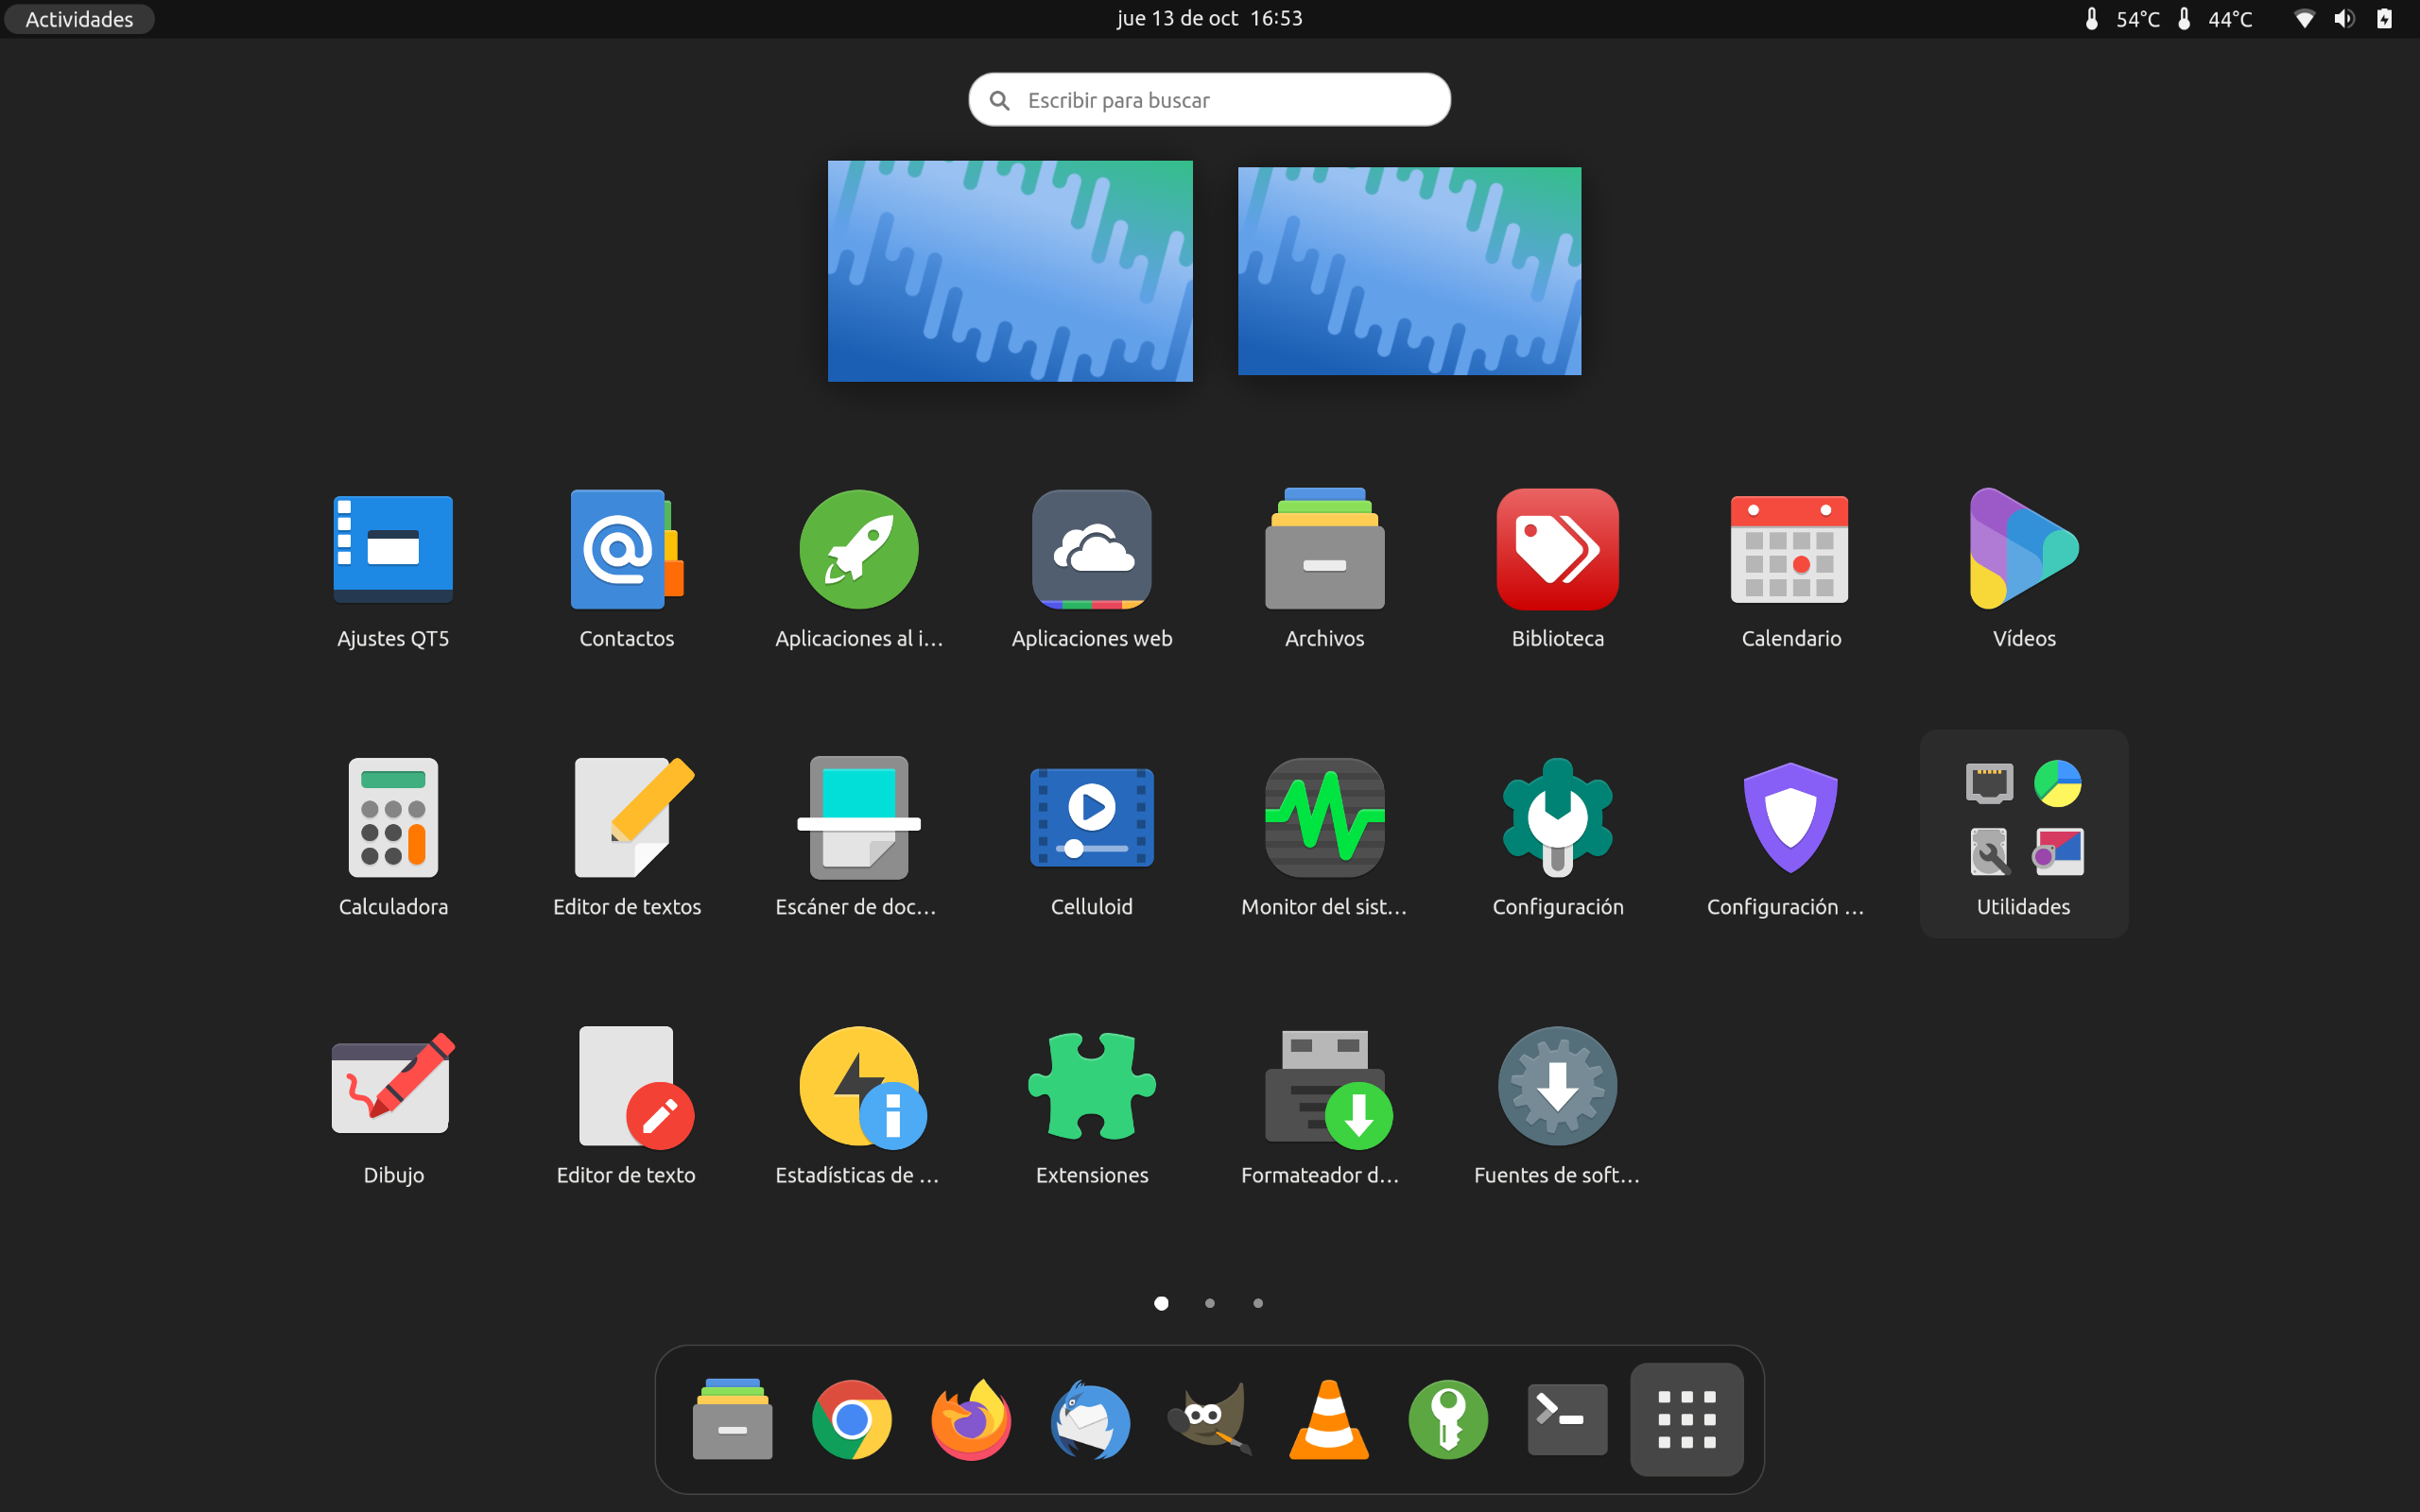 Actividades
jue 13 de oct 16:53
54°C 44°C
Escribir para buscar
Ajustes QT5
Contactos
Aplicaciones al i...
Aplicaciones web
Archivos
Biblioteca
Calendario
Vídeos
Calculadora
Editor de textos
Escáner de doc...
Celluloid
Monitor del sist...
Configuración
Configuración ...
Utilidades
Dibujo
Editor de texto
Estadísticas de ...
Extensiones
Formateador d...
Fuentes de soft...